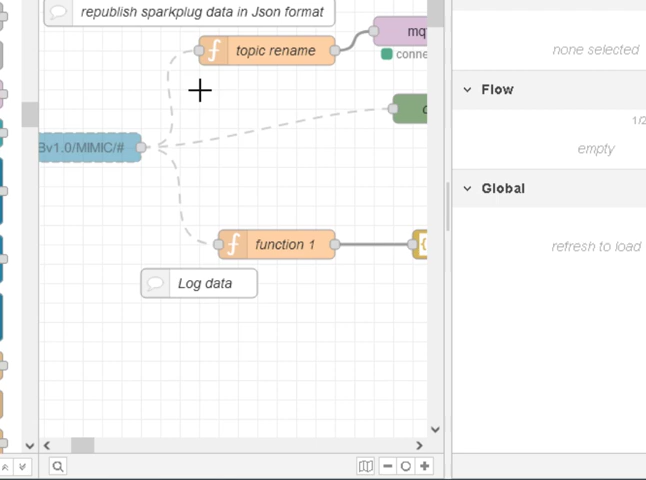 republish sparkplug data in Json format
topic rename
mq
conne
Bv1.0/MIMIC/#
function 1
{
Log data
none selected
Flow
1/2
empty
Global
refresh to load